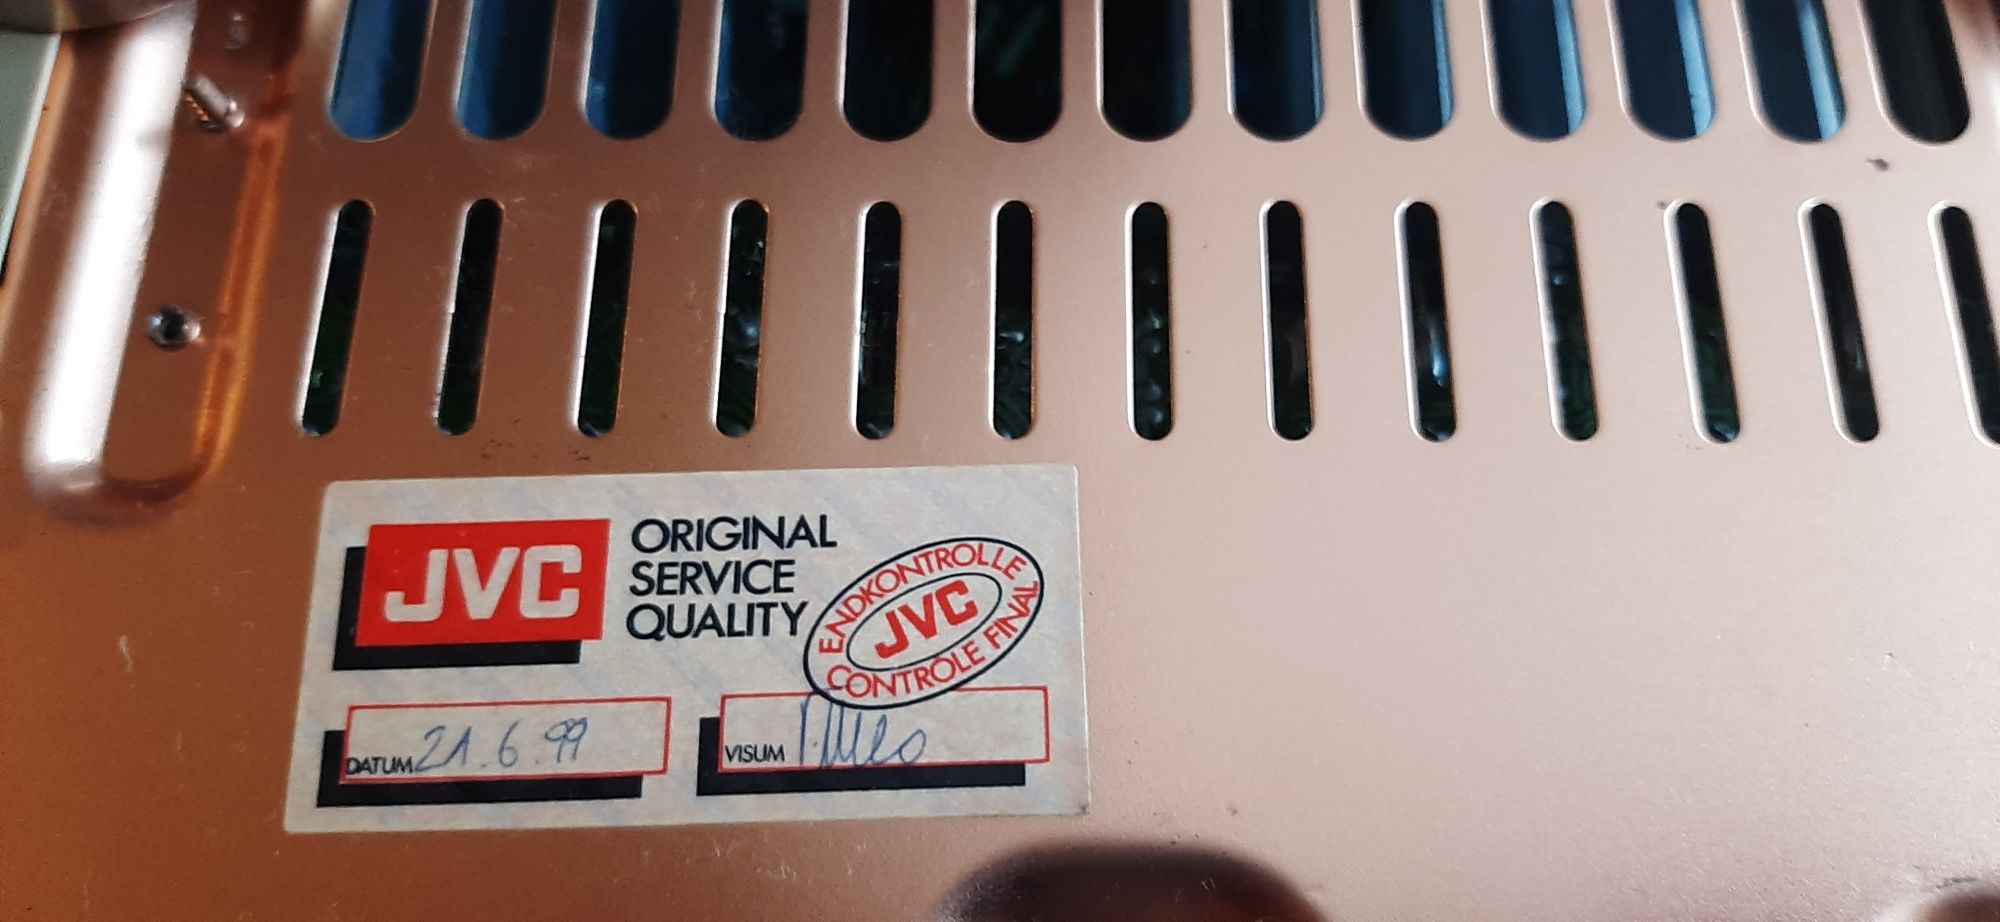 JVC
ORIGINAL
SERVICE
QUALITY
ENDKONTROLLE
JVC
CONTRÔLE FINAL
DATUM 21.6.99
VISUM